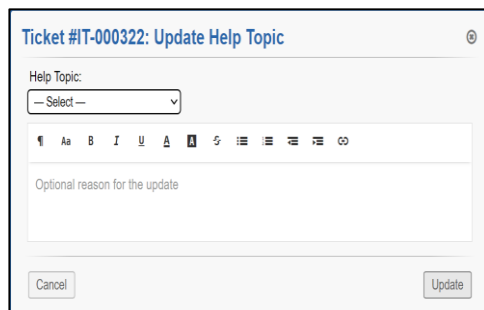 Ticket #IT-000322: Update Help Topic
Help Topic:
— Select —
¶ Aa B I U A A S
Optional reason for the update
Cancel Update